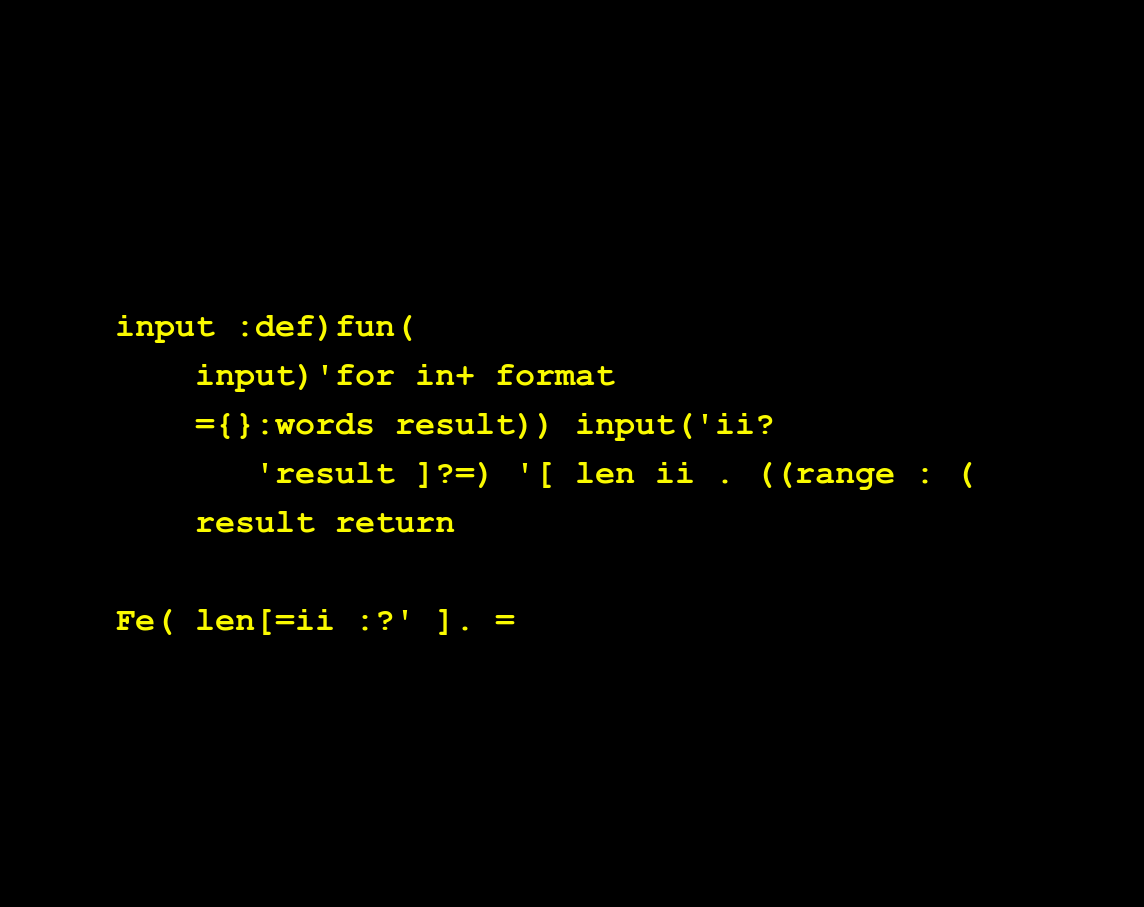 input :def)fun(
    input)'for in+ format
    ={}:words result)) input('ii?
       'result ]?=) '[ len ii . ((range : (
    result return

Fe( len[=ii :?' ]. =